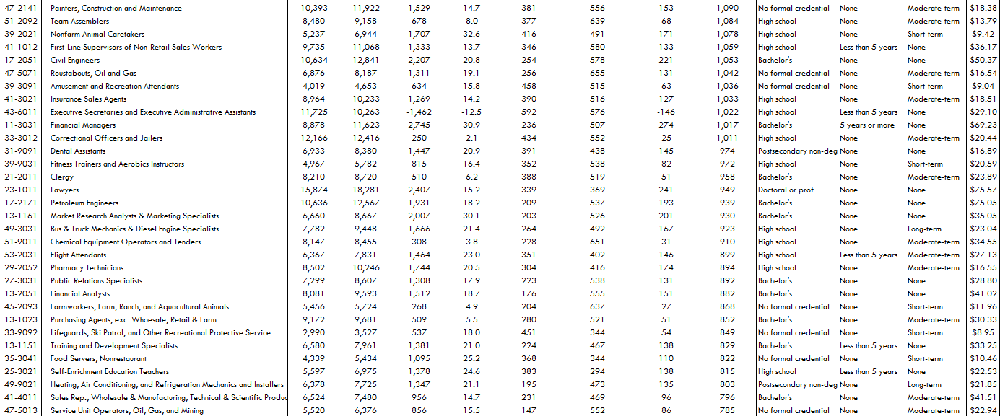 47-2141 Painters, Construction and Maintenance 10,393 11,922 1,529 14.7 381 556 153 1,090 No formal credential None Moderate-term $18.38
51-2092 Team Assemblers 8,480 9,158 678 8.0 377 639 68 1,084 High school None Moderate-term $13.79
39-2021 Nonfarm Animal Caretakers 5,237 6,944 1,707 32.6 416 491 171 1,078 High school None Short-term $9.42
41-1012 First-Line Supervisors of Non-Retail Sales Workers 9,735 11,068 1,333 13.7 346 580 133 1,059 High school Less than 5 years None $36.17
17-2051 Civil Engineers 10,634 12,841 2,207 20.8 254 578 221 1,053 Bachelor's None None $50.37
47-5071 Roustabouts, Oil and Gas 6,876 8,187 1,311 19.1 256 655 131 1,042 No formal credential None Moderate-term $16.54
39-3091 Amusement and Recreation Attendants 4,019 4,653 634 15.8 458 515 63 1,036 No formal credential None Short-term $9.04
41-3021 Insurance Sales Agents 8,964 10,233 1,269 14.2 390 516 127 1,033 High school None Moderate-term $18.51
43-6011 Executive Secretaries and Executive Administrative Assistants 11,725 10,263 -1,462 -12.5 592 576 -146 1,022 High school Less than 5 years None $29.10
11-3031 Financial Managers 8,878 11,623 2,745 30.9 236 507 274 1,017 Bachelor's 5 years or more None $69.23
33-3012 Correctional Officers and Jailers 12,166 12,416 250 2.1 434 552 25 1,011 High school None Moderate-term $20.44
31-9091 Dental Assistants 6,933 8,380 1,447 20.9 391 438 145 974 Postsecondary non-deg None None $16.89
39-9031 Fitness Trainers and Aerobics Instructors 4,967 5,782 815 16.4 352 538 82 972 High school None Short-term $20.59
21-2011 Clergy 8,210 8,720 510 6.2 388 519 51 958 Bachelor's None Moderate-term $23.89
23-1011 Lawyers 15,874 18,281 2,407 15.2 339 369 241 949 Doctoral or prof. None None $75.57
17-2171 Petroleum Engineers 10,636 12,567 1,931 18.2 209 537 193 939 Bachelor's None None $75.05
13-1161 Market Research Analysts & Marketing Specialists 6,660 8,667 2,007 30.1 203 526 201 930 Bachelor's None None $35.05
49-3031 Bus & Truck Mechanics & Diesel Engine Specialists 7,782 9,448 1,666 21.4 264 492 167 923 High school None Long-term $23.04
51-9011 Chemical Equipment Operators and Tenders 8,147 8,455 308 3.8 228 651 31 910 High school None Moderate-term $34.55
53-2031 Flight Attendants 6,367 7,831 1,464 23.0 351 402 146 899 High school Less than 5 years Moderate-term $27.13
29-2052 Pharmacy Technicians 8,502 10,246 1,744 20.5 304 416 174 894 High school None Moderate-term $16.55
27-3031 Public Relations Specialists 7,299 8,607 1,308 17.9 223 538 131 892 Bachelor's None None $28.80
13-2051 Financial Analysts 8,081 9,593 1,512 18.7 176 555 151 882 Bachelor's None None $41.02
45-2093 Farmworkers, Farm, Ranch, and Aquacultural Animals 5,456 5,724 268 4.9 204 637 27 868 No formal credential None Short-term $11.96
13-1023 Purchasing Agents, exc. Whoesale, Retail & Farm. 9,172 9,681 509 5.5 280 521 51 852 Bachelor's None Moderate-term $30.33
33-9092 Lifeguards, Ski Patrol, and Other Recreational Protective Service 2,990 3,527 537 18.0 451 344 54 849 No formal credential None Short-term $8.95
13-1151 Training and Development Specialists 6,580 7,961 1,381 21.0 224 467 138 829 Bachelor's Less than 5 years None $33.25
35-3041 Food Servers, Nonrestaurant 4,339 5,434 1,095 25.2 368 344 110 822 No formal credential None Short-term $10.46
25-3021 Self-Enrichment Education Teachers 5,597 6,975 1,378 24.6 383 294 138 815 High school Less than 5 years None $22.53
49-9021 Heating, Air Conditioning, and Refrigeration Mechanics and Installers 6,378 7,725 1,347 21.1 195 473 135 803 Postsecondary non-deg None Long-term $21.85
41-4011 Sales Rep., Wholesale & Manufacturing, Technical & Scientific Produc 6,524 7,480 956 14.7 231 469 96 796 Bachelor's None Moderate-term $41.51
47-5013 Service Unit Operators, Oil, Gas, and Mining 5,520 6,376 856 15.5 147 552 86 785 No formal credential None Moderate-term $22.94